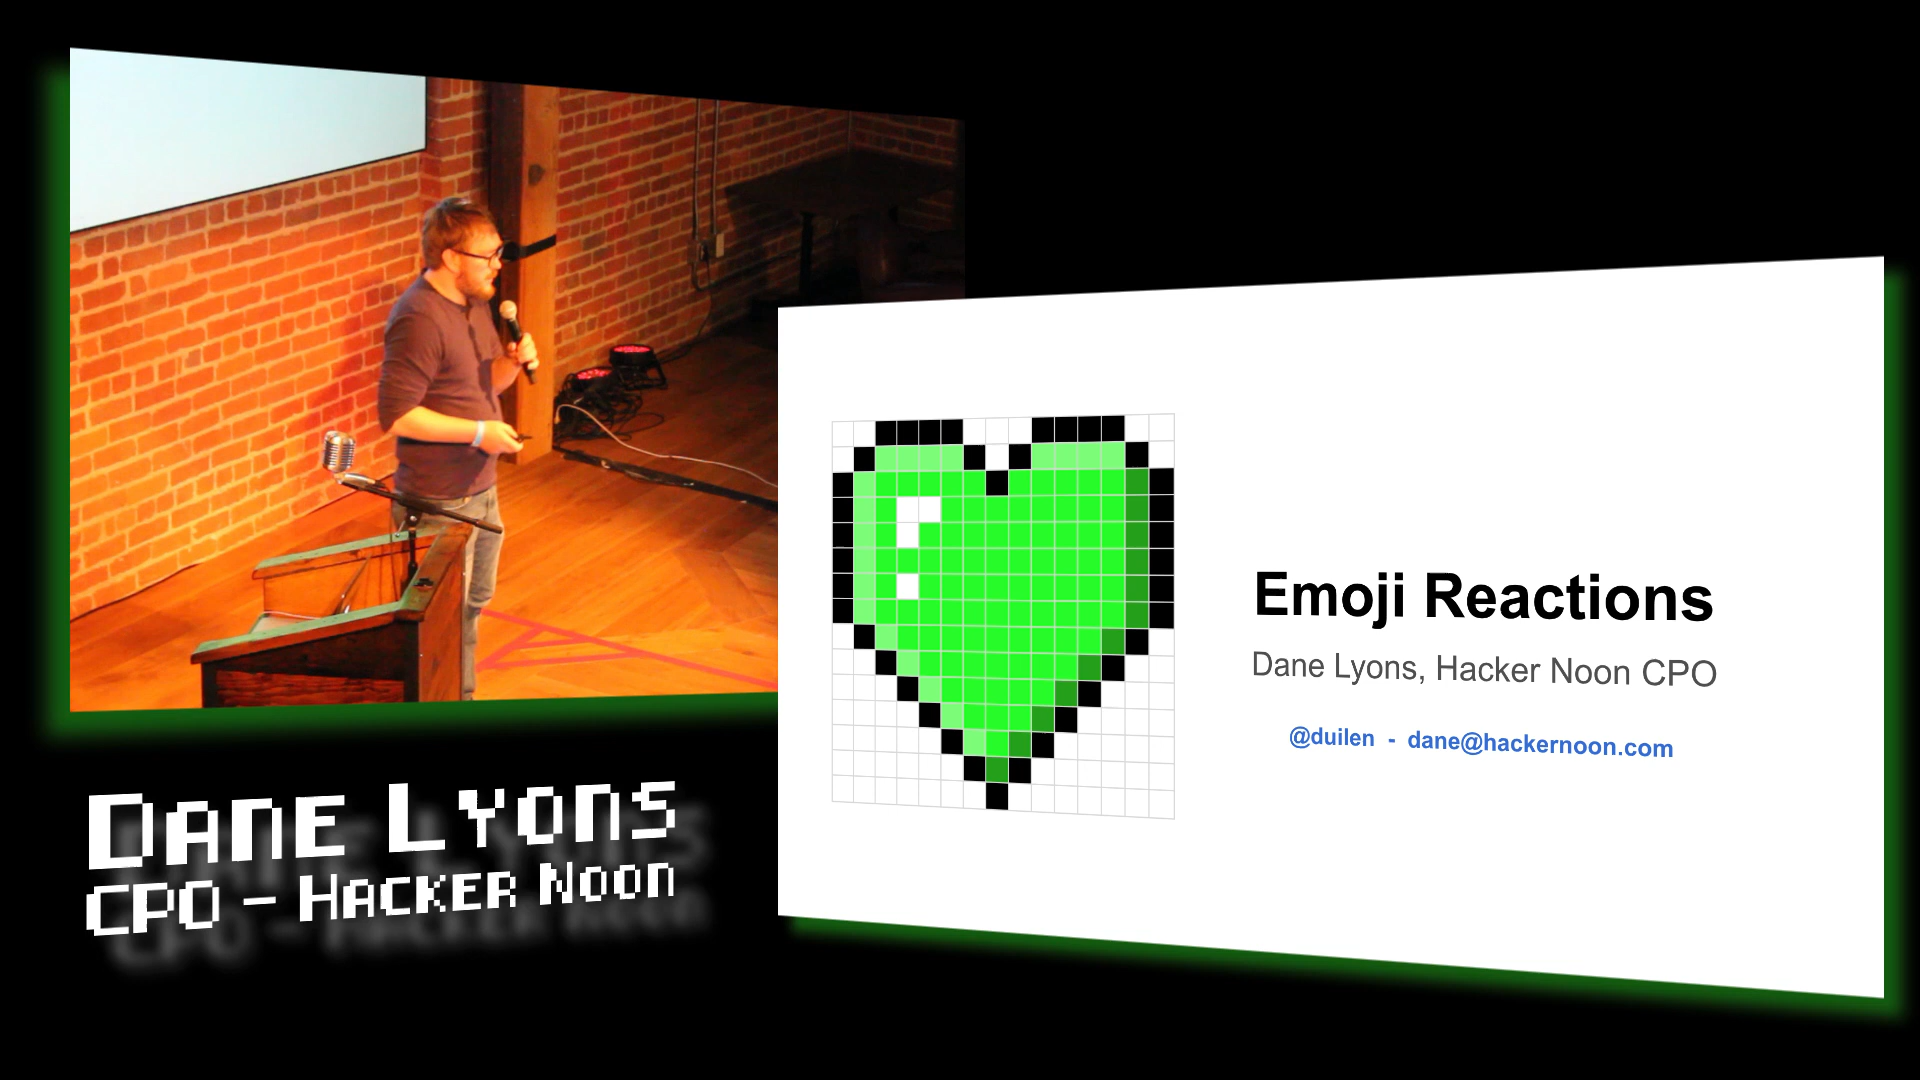 Dane Lyons
CPO - Hacker Noon
Emoji Reactions
Dane Lyons, Hacker Noon CPO
@duilen - dane@hackernoon.com